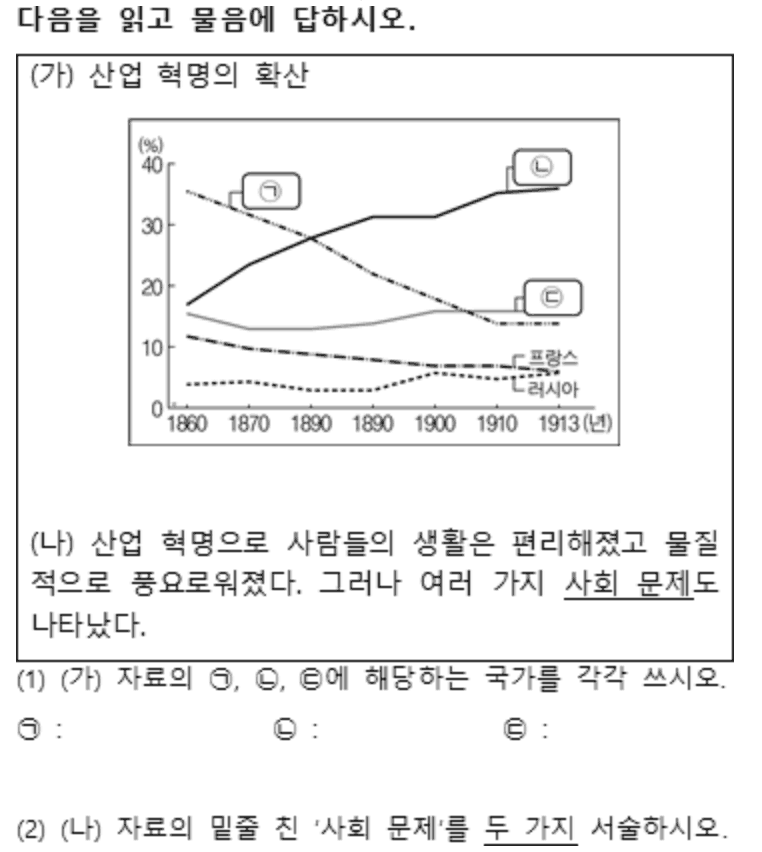 다음을 읽고 물음에 답하시오.
(가) 산업 혁명의 확산
(%)
40
㉠
㉡
30
20
㉢
10
프랑스
러시아
0
1860 1870 1890 1890 1900 1910 1913 (년)
(나) 산업 혁명으로 사람들의 생활은 편리해졌고 물질
적으로 풍요로워졌다. 그러나 여러 가지 사회 문제도
나타났다.
(1) (가) 자료의 ㉠, ㉡, ㉢에 해당하는 국가를 각각 쓰시오.
㉠ : ㉡ : ㉢ :
(2) (나) 자료의 밑줄 친 '사회 문제'를 두 가지 서술하시오.